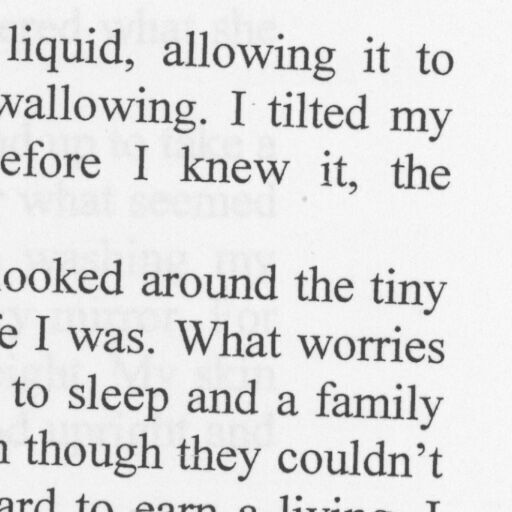 liquid, allowing it to
wallowing. I tilted my
efore I knew it, the
ooked around the tiny
e I was. What worries
to sleep and a family
though they couldn't
ard to earn a living. I